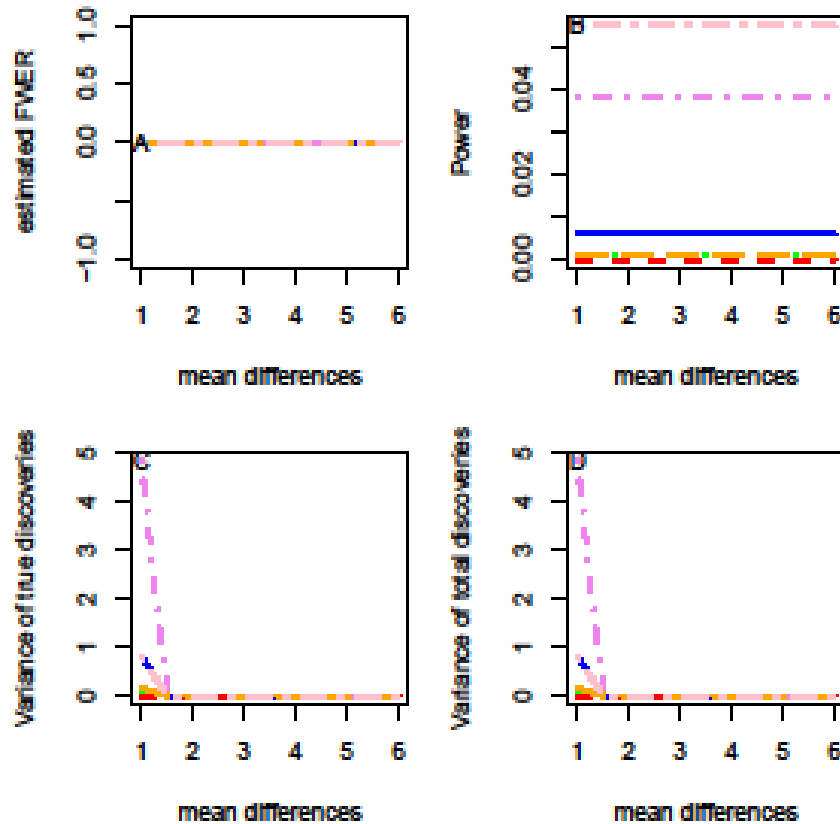 estimated FWER
1.0
0.5
0.0
-1.0
A
1 2 3 4 5 6
mean differences
Power
0.04
0.02
0.00
B
1 2 3 4 5 6
mean differences
Variance of true discoveries
5
4
3
2
1
0
C
1 2 3 4 5 6
mean differences
Variance of total discoveries
5
4
3
2
1
0
D
1 2 3 4 5 6
mean differences